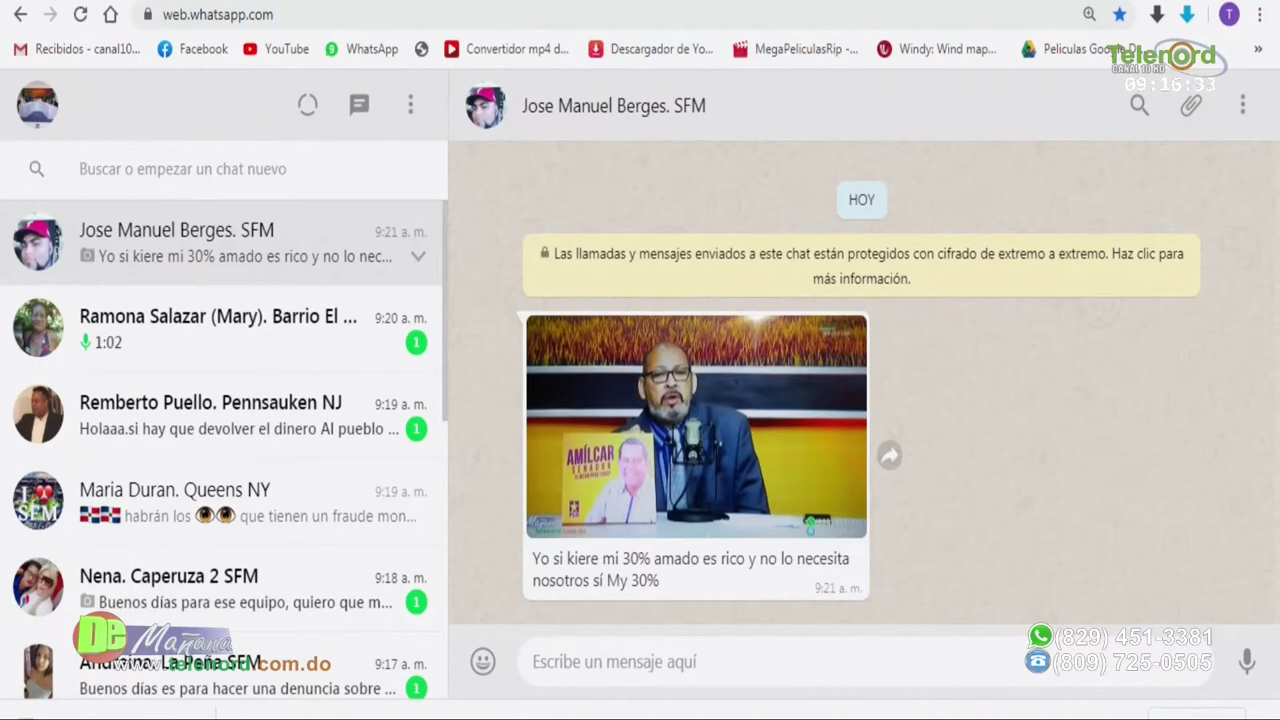 web.whatsapp.com
T
Recibidos - canal10...
Facebook
YouTube
WhatsApp
Convertidor mp4 d...
Descargador de Yo...
MegaPeliculasRip -...
Windy: Wind map...
Peliculas Google D
»
Telenord
CANAL 10 HD
09:16:33
Jose Manuel Berges. SFM
Buscar o empezar un chat nuevo
Jose Manuel Berges. SFM
9:21 a. m.
Yo si kiere mi 30% amado es rico y no lo nec...
Ramona Salazar (Mary). Barrio El ...
9:20 a. m.
1:02
1
Remberto Puello. Pennsauken NJ
9:19 a. m.
Holaaa.si hay que devolver el dinero Al pueblo ...
1
Maria Duran. Queens NY
9:19 a. m.
habrán los 👀 que tienen un fraude mon...
I ♥
SFM
Nena. Caperuza 2 SFM
9:18 a. m.
Buenos días para ese equipo, quiero que m...
1
La Peña SFM
9:17 a. m.
Buenos días es para hacer una denuncia sobre ...
1
De Mañana
www.telenord.com.do
HOY
Las llamadas y mensajes enviados a este chat están protegidos con cifrado de extremo a extremo. Haz clic para
más información.
AMÍLCAR
SENADOR
Yo si kiere mi 30% amado es rico y no lo necesita
nosotros sí My 30%
9:21 a. m.
Escribe un mensaje aquí
(829) 451-3381
(809) 725-0505